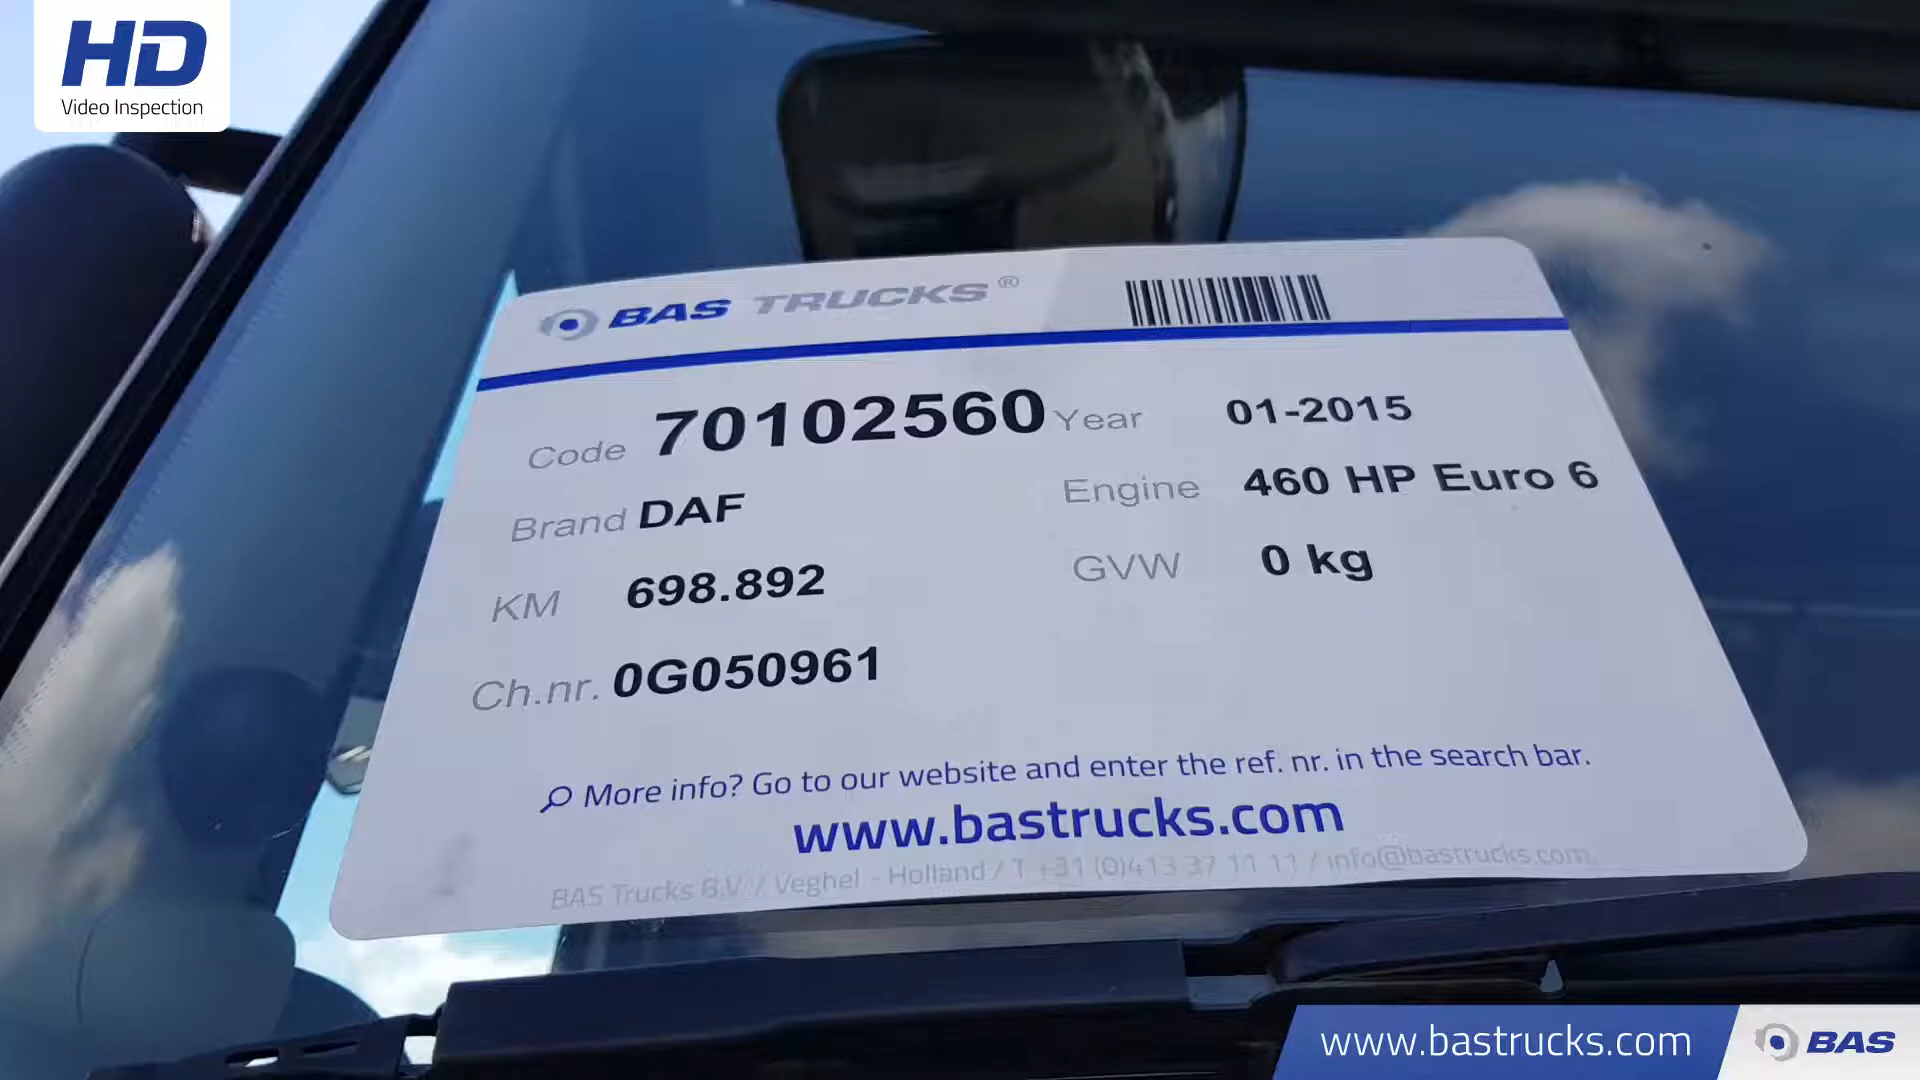 HD
Video Inspection
BAS TRUCKS®
Code 70102560 Year 01-2015
Brand DAF Engine 460 HP Euro 6
KM 698.892 GVW 0 kg
Ch.nr. 0G050961
More info? Go to our website and enter the ref. nr. in the search bar.
www.bastrucks.com
BAS Trucks B.V. / Veghel - Holland / T +31 (0)413 37 11 11 / info@bastrucks.com
www.bastrucks.com BAS